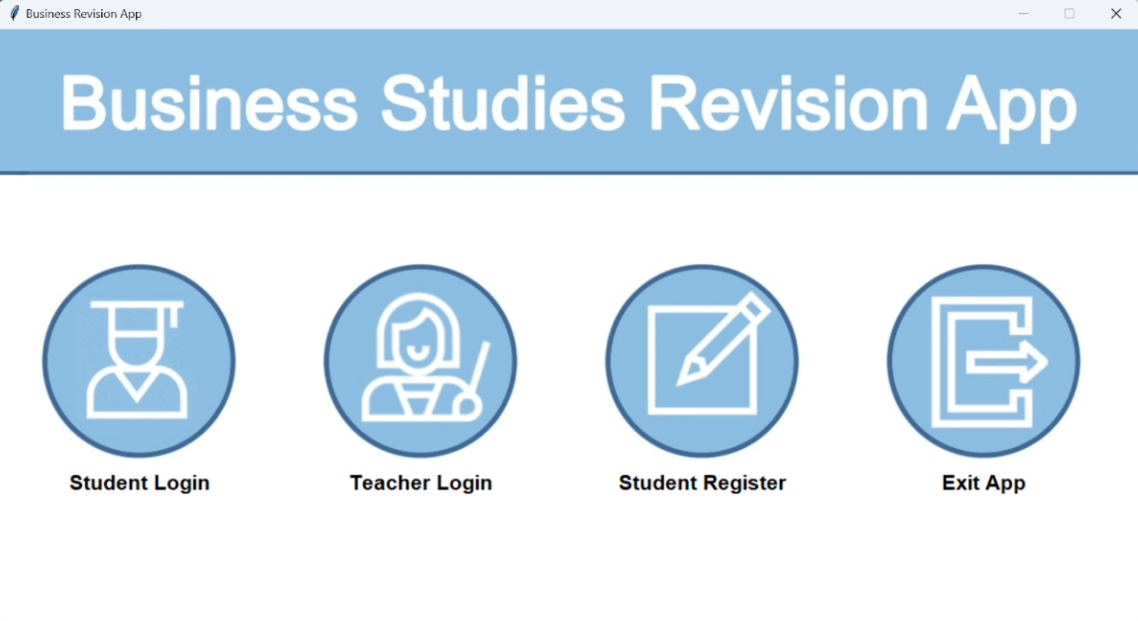 Business Revision App
Business Studies Revision App
Student Login
Teacher Login
Student Register
Exit App